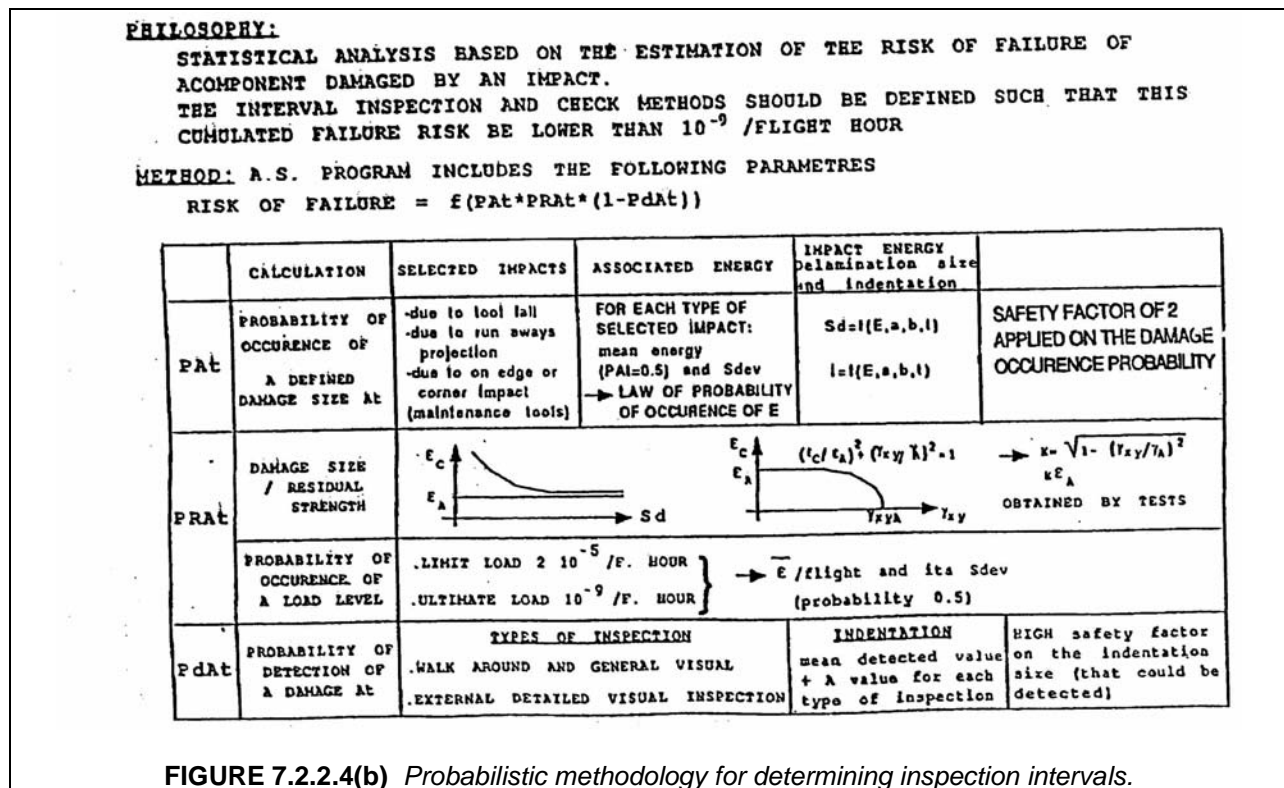 PHILOSOPHY:
STATISTICAL ANALYSIS BASED ON THE ESTIMATION OF THE RISK OF FAILURE OF
ACOMPONENT DAMAGED BY AN IMPACT.
THE INTERVAL INSPECTION AND CHECK METHODS SHOULD BE DEFINED SUCH THAT THIS
CUMULATED FAILURE RISK BE LOWER THAN 10⁻⁹ /FLIGHT HOUR
METHOD: A.S. PROGRAM INCLUDES THE FOLLOWING PARAMETRES
RISK OF FAILURE = f(PAt*PRAt*(1-PdAt))
CALCULATION
SELECTED IMPACTS
ASSOCIATED ENERGY
IMPACT ENERGY
Delamination size
and indentation
PAt
PROBABILITY OF
OCCURENCE OF
A DEFINED
DAMAGE SIZE At
-due to tool fall
-due to run aways
projection
-due to on edge or
corner impact
(maintenance tools)
FOR EACH TYPE OF
SELECTED IMPACT:
mean energy
(PAt=0.5) and Sdev
→ LAW OF PROBABILITY
OF OCCURENCE OF E
Sd=f(E,a,b,t)
i=f(E,a,b,t)
SAFETY FACTOR OF 2
APPLIED ON THE DAMAGE
OCCURENCE PROBABILITY
PRAt
DAMAGE SIZE
/ RESIDUAL
STRENGTH
εC
εA
Sd
εC
εA
(εC/εA)²+(γxy/γA)²=1
γxyA
γxy
→ K= √1-(γxy/γA)²
KεA
OBTAINED BY TESTS
PROBABILITY OF
OCCURENCE OF
A LOAD LEVEL
.LIMIT LOAD 2 10⁻⁵ /F. HOUR
.ULTIMATE LOAD 10⁻⁹ /F. HOUR
→ ε̅ /flight and its Sdev
(probability 0.5)
PdAt
PROBABILITY OF
DETECTION OF
A DAMAGE At
TYPES OF INSPECTION
.WALK AROUND AND GENERAL VISUAL
.EXTERNAL DETAILED VISUAL INSPECTION
INDENTATION
mean detected value
+ A value for each
type of inspection
HIGH safety factor
on the indentation
size (that could be
detected)
FIGURE 7.2.2.4(b) Probabilistic methodology for determining inspection intervals.